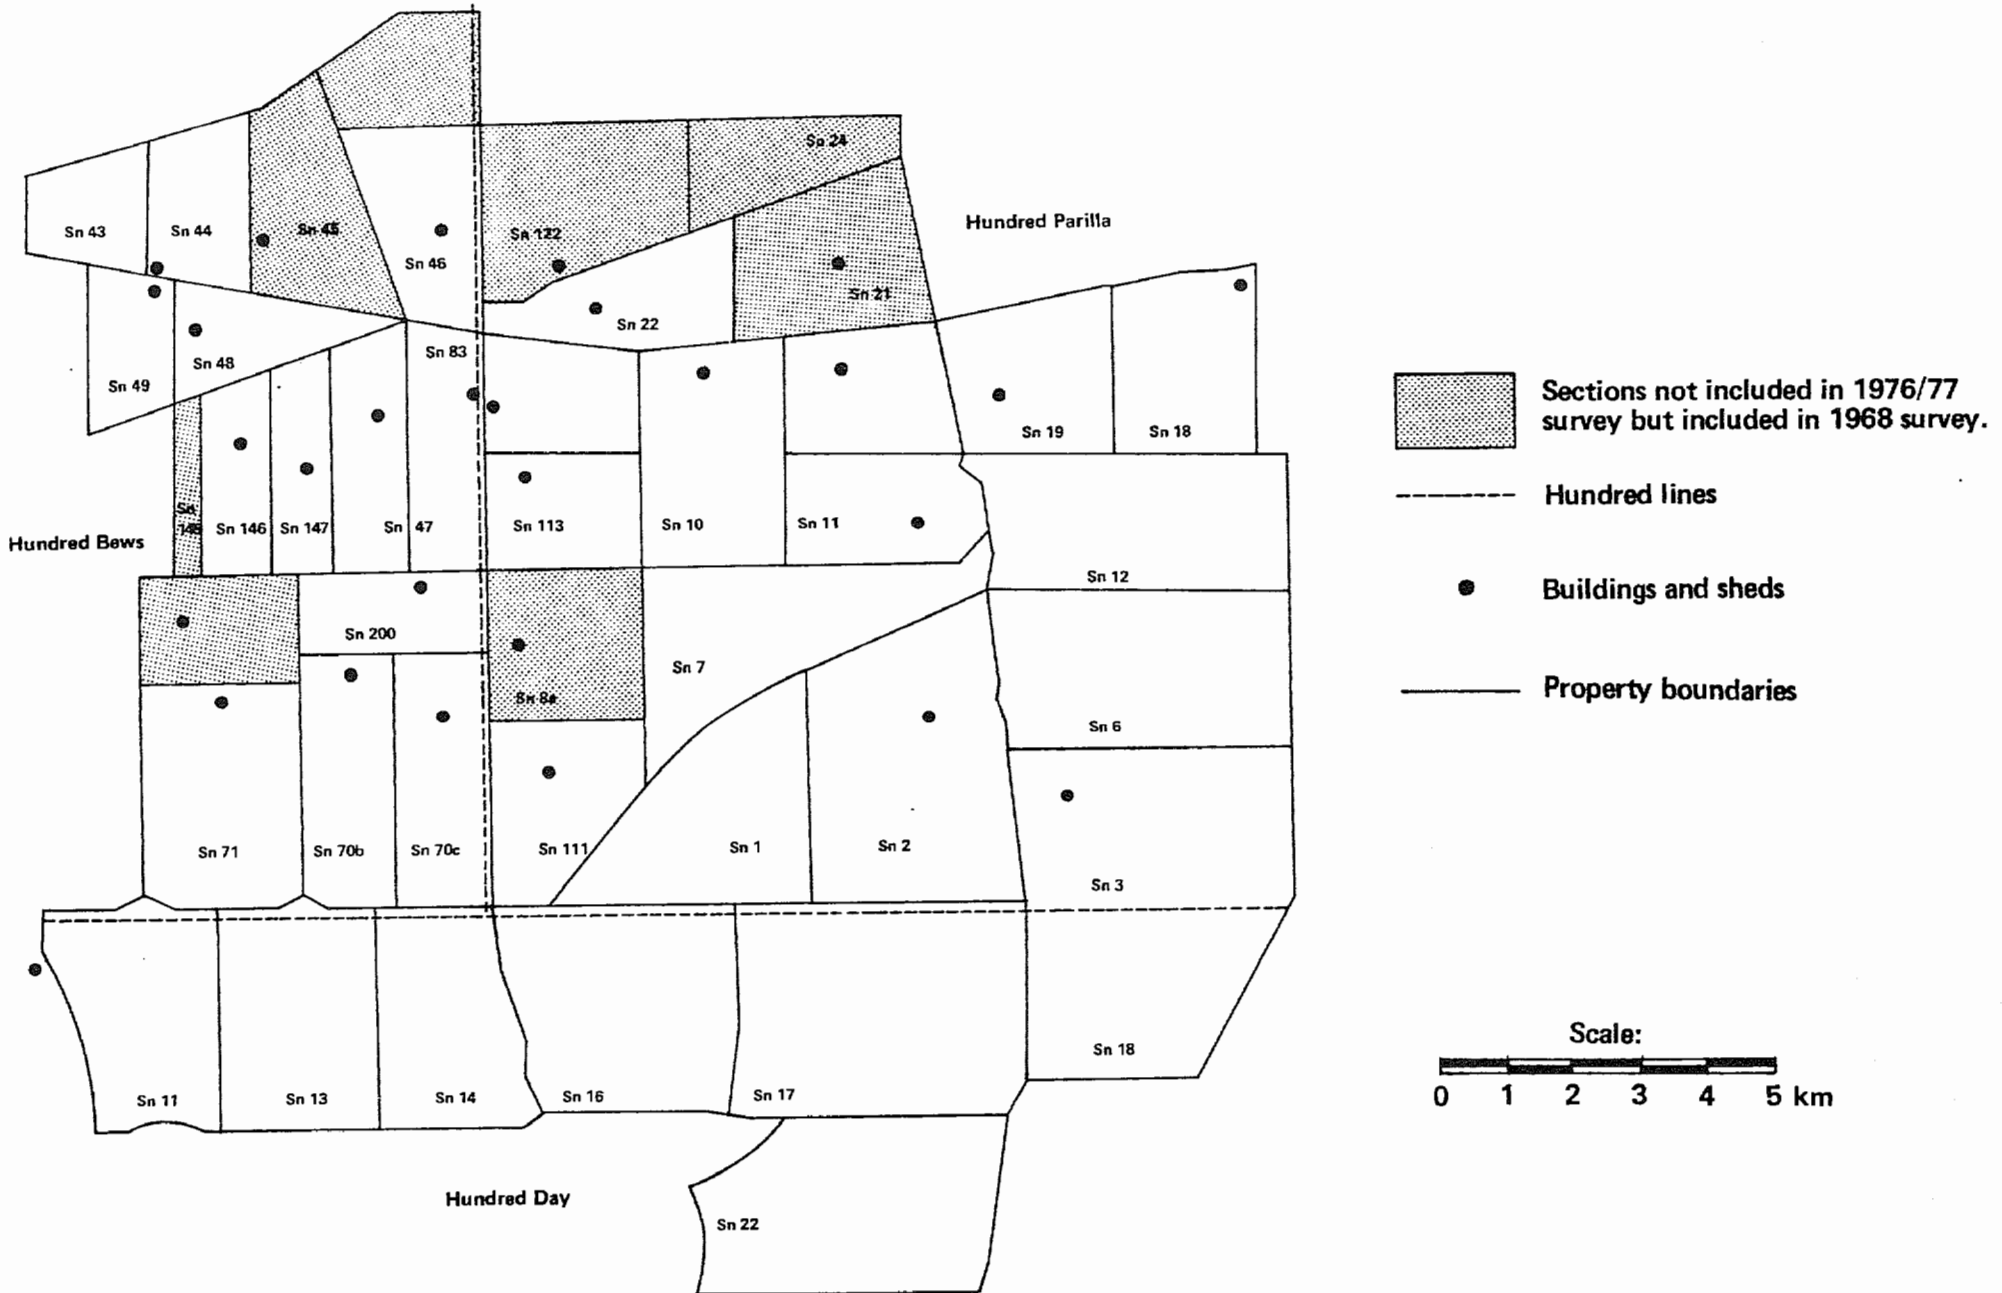 Sn 24
Hundred Parilla
Sn 43
Sn 44
Sn 45
Sn 46
Sn 122
Sn 21
Sn 22
Sn 83
Sn 48
Sn 49
Sn 19
Sn 18
Sn 145
Sn 146
Sn 147
Sn 47
Sn 113
Sn 10
Sn 11
Hundred Bews
Sn 12
Sn 200
Sn 7
Sn 8a
Sn 6
Sn 71
Sn 70b
Sn 70c
Sn 111
Sn 1
Sn 2
Sn 3
Sn 11
Sn 13
Sn 14
Sn 16
Sn 17
Sn 18
Hundred Day
Sn 22
Sections not included in 1976/77
survey but included in 1968 survey.
Hundred lines
Buildings and sheds
Property boundaries
Scale:
0 1 2 3 4 5 km